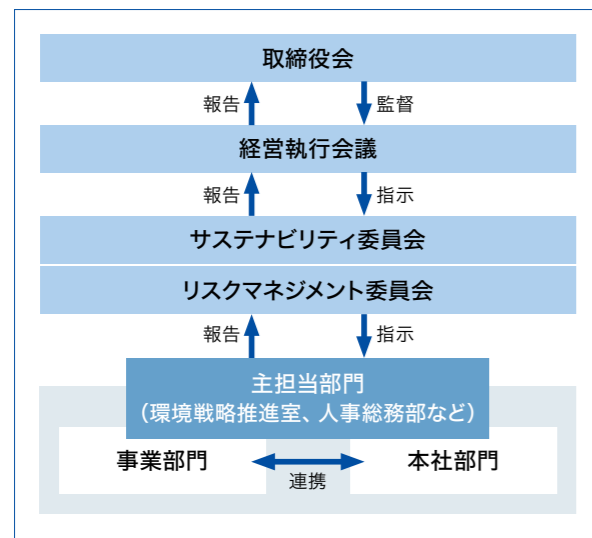 取締役会
報告 監督
経営執行会議
報告 指示
サステナビリティ委員会
リスクマネジメント委員会
報告 指示
主担当部門
（環境戦略推進室、人事総務部など）
事業部門 本社部門
連携